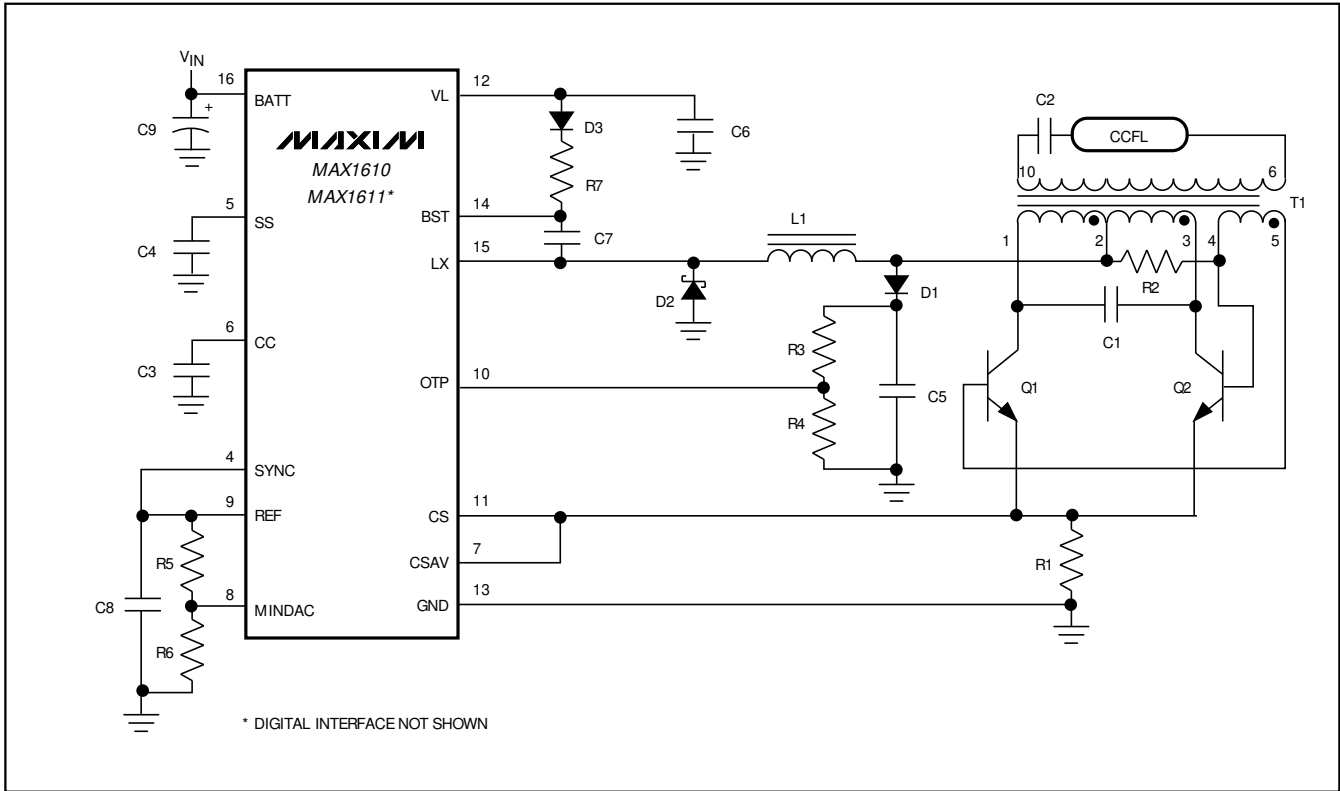 VIN
16
BATT
C9
+
MAXIM
MAX1610
MAX1611*
5
SS
C4
6
CC
C3
4
SYNC
9
REF
R5
8
MINDAC
C8
R6
12
VL
D3
C6
R7
14
BST
C7
15
LX
D2
L1
D1
R3
10
OTP
C5
R4
11
CS
7
CSAV
13
GND
R1
C2
CCFL
10
6
T1
1
2
3
4
5
R2
C1
Q1
Q2
* DIGITAL INTERFACE NOT SHOWN